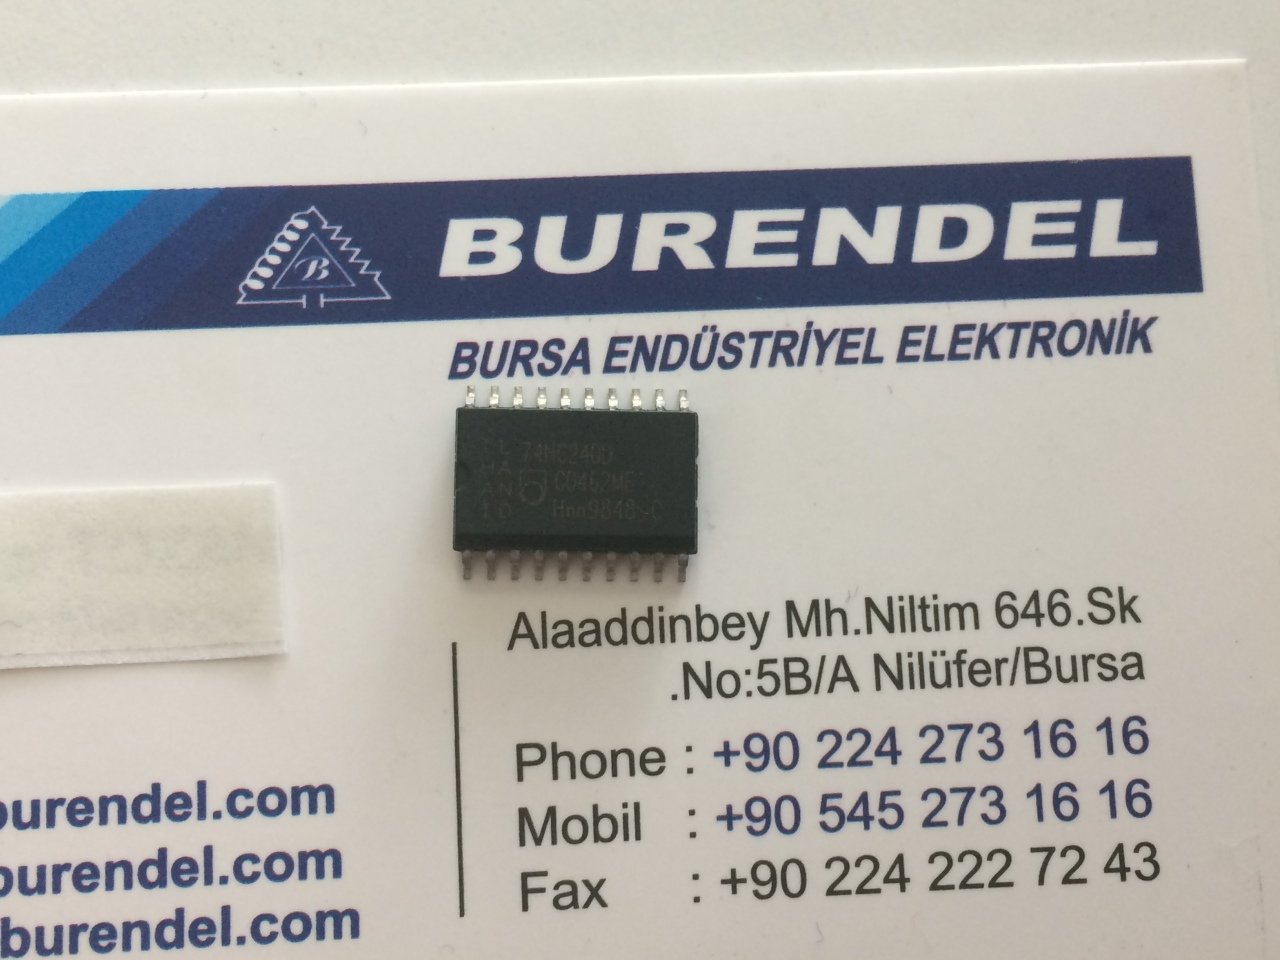 B
BURENDEL
BURSA ENDÜSTRİYEL ELEKTRONİK
74HC240D
C0462ME
Hnn9848 C
Alaaddinbey Mh.Niltim 646.Sk
.No:5B/A Nilüfer/Bursa
Phone : +90 224 273 16 16
Mobil : +90 545 273 16 16
Fax : +90 224 222 72 43
burendel.com
burendel.com
burendel.com